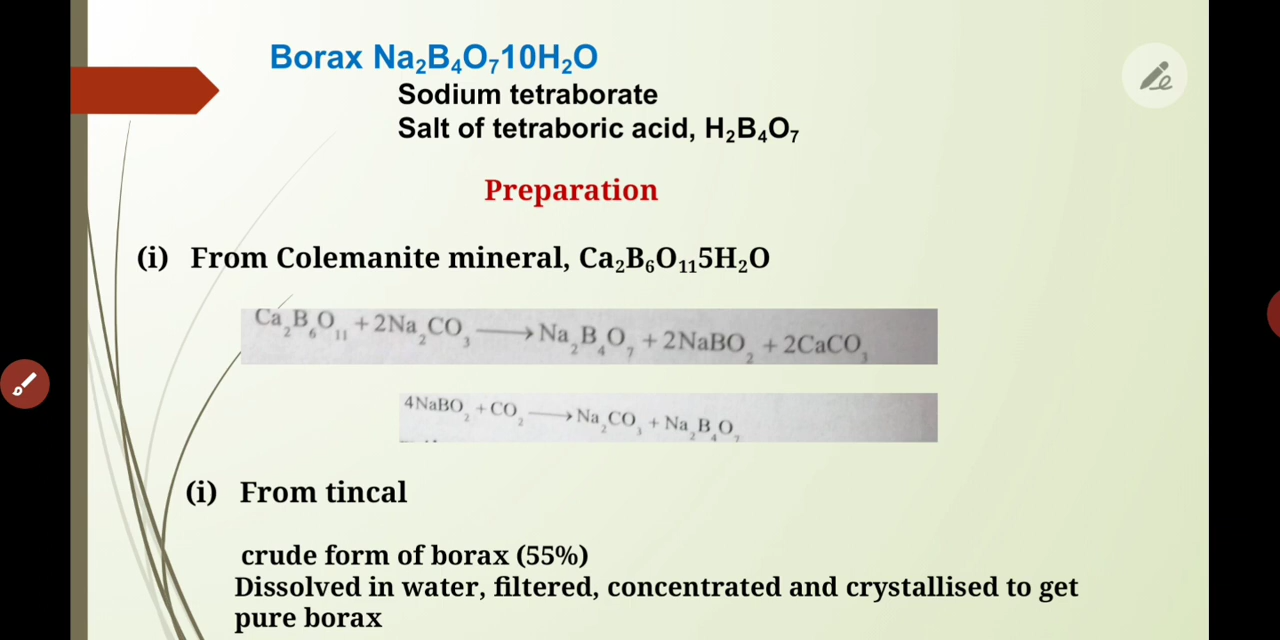 Borax Na₂B₄O₇10H₂O
Sodium tetraborate
Salt of tetraboric acid, H₂B₄O₇
Preparation
(i) From Colemanite mineral, Ca₂B₆O₁₁5H₂O
Ca₂B₆O₁₁ + 2Na₂CO₃ ⟶ Na₂B₄O₇ + 2NaBO₂ + 2CaCO₃
4NaBO₂ + CO₂ ⟶ Na₂CO₃ + Na₂B₄O₇
(i) From tincal
crude form of borax (55%)
Dissolved in water, filtered, concentrated and crystallised to get
pure borax